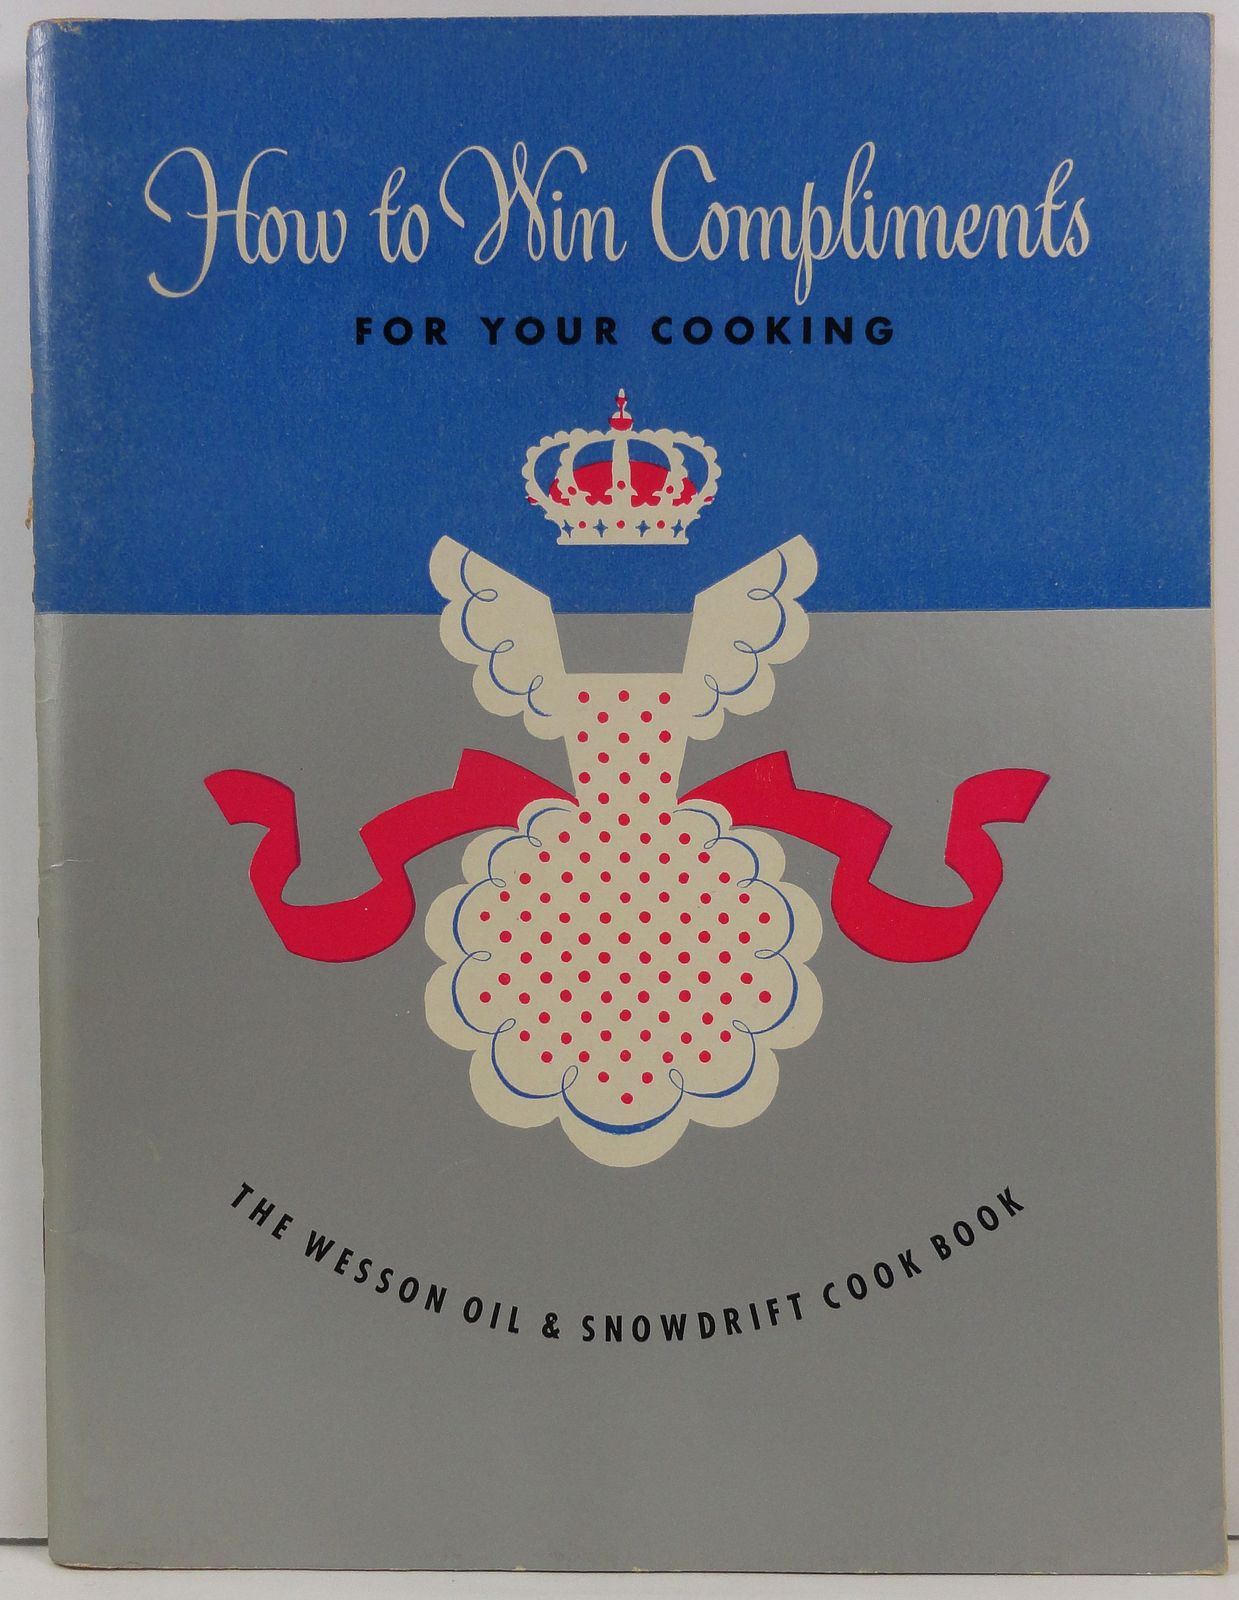 How to Win Compliments
FOR YOUR COOKING
THE WESSON OIL & SNOWDRIFT COOK BOOK